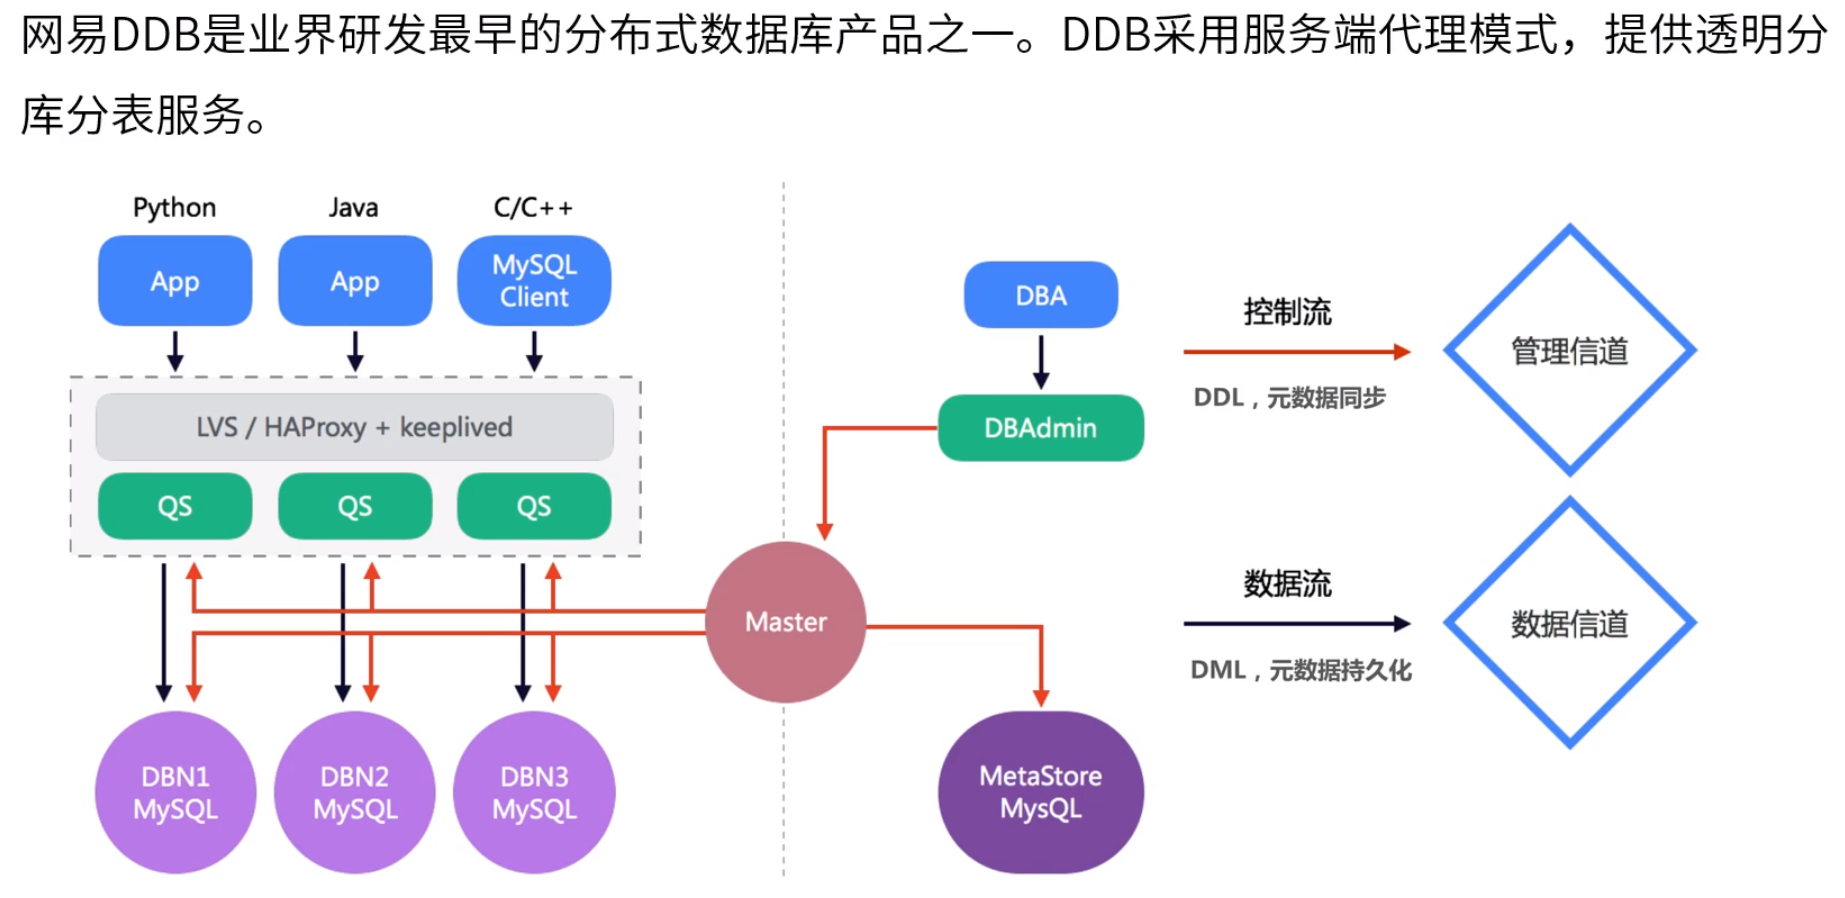 网易DDB是业界研发最早的分布式数据库产品之一。DDB采用服务端代理模式，提供透明分
库分表服务。
Python
Java
C/C++
App
App
MySQL
Client
LVS / HAProxy + keeplived
QS
QS
QS
DBA
DBAdmin
Master
DBN1
MySQL
DBN2
MySQL
DBN3
MySQL
MetaStore
MysQL
控制流
DDL，元数据同步
管理信道
数据流
DML，元数据持久化
数据信道